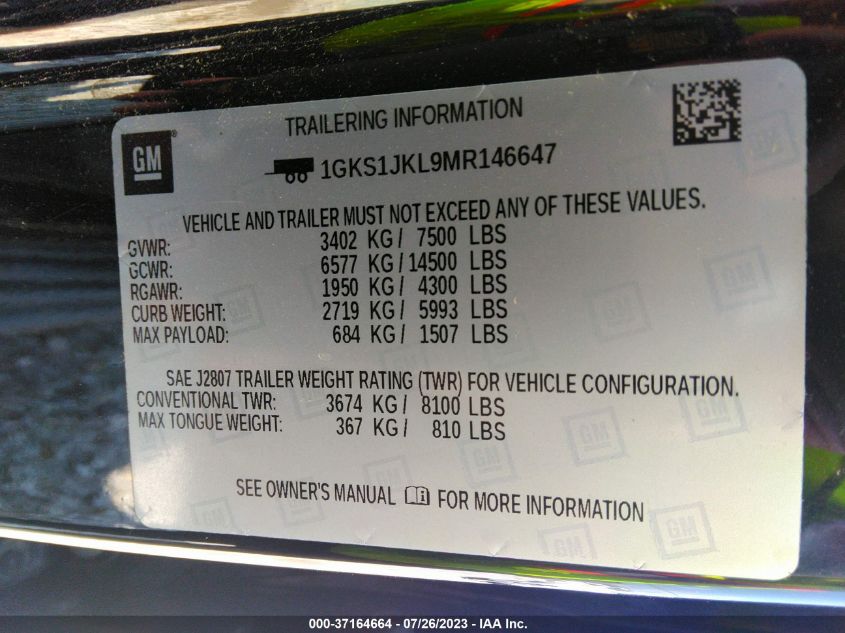 TRAILERING INFORMATION
GM
1GKS1JKL9MR146647
VEHICLE AND TRAILER MUST NOT EXCEED ANY OF THESE VALUES.
GVWR: 3402 KG / 7500 LBS
GCWR: 6577 KG / 14500 LBS
RGAWR: 1950 KG / 4300 LBS
CURB WEIGHT: 2719 KG / 5993 LBS
MAX PAYLOAD: 684 KG / 1507 LBS
SAE J2807 TRAILER WEIGHT RATING (TWR) FOR VEHICLE CONFIGURATION.
CONVENTIONAL TWR: 3674 KG / 8100 LBS
MAX TONGUE WEIGHT: 367 KG / 810 LBS
SEE OWNER'S MANUAL FOR MORE INFORMATION
000-37164664 / 07/26/2023 / IAA Inc.